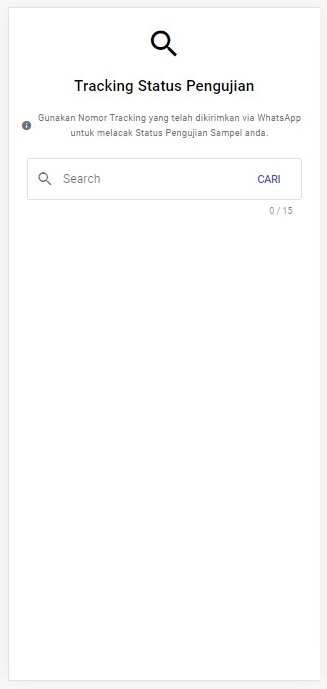 Tracking Status Pengujian
Gunakan Nomor Tracking yang telah dikirimkan via WhatsApp
untuk melacak Status Pengujian Sampel anda.
Search CARI
0 / 15